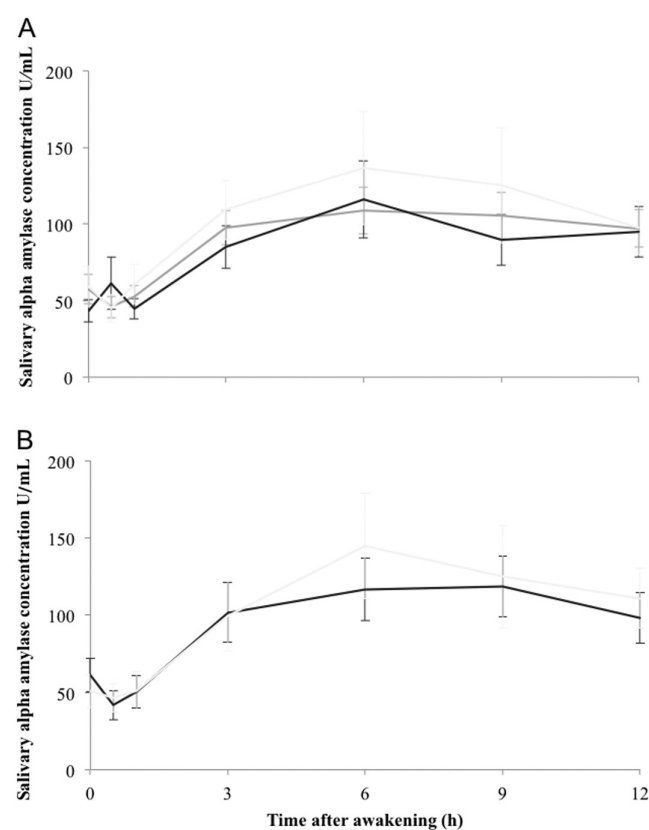 A
Salivary alpha amylase concentration U/mL
200
150
100
50
0
B
Salivary alpha amylase concentration U/mL
200
150
100
50
0
0 3 6 9 12
Time after awakening (h)